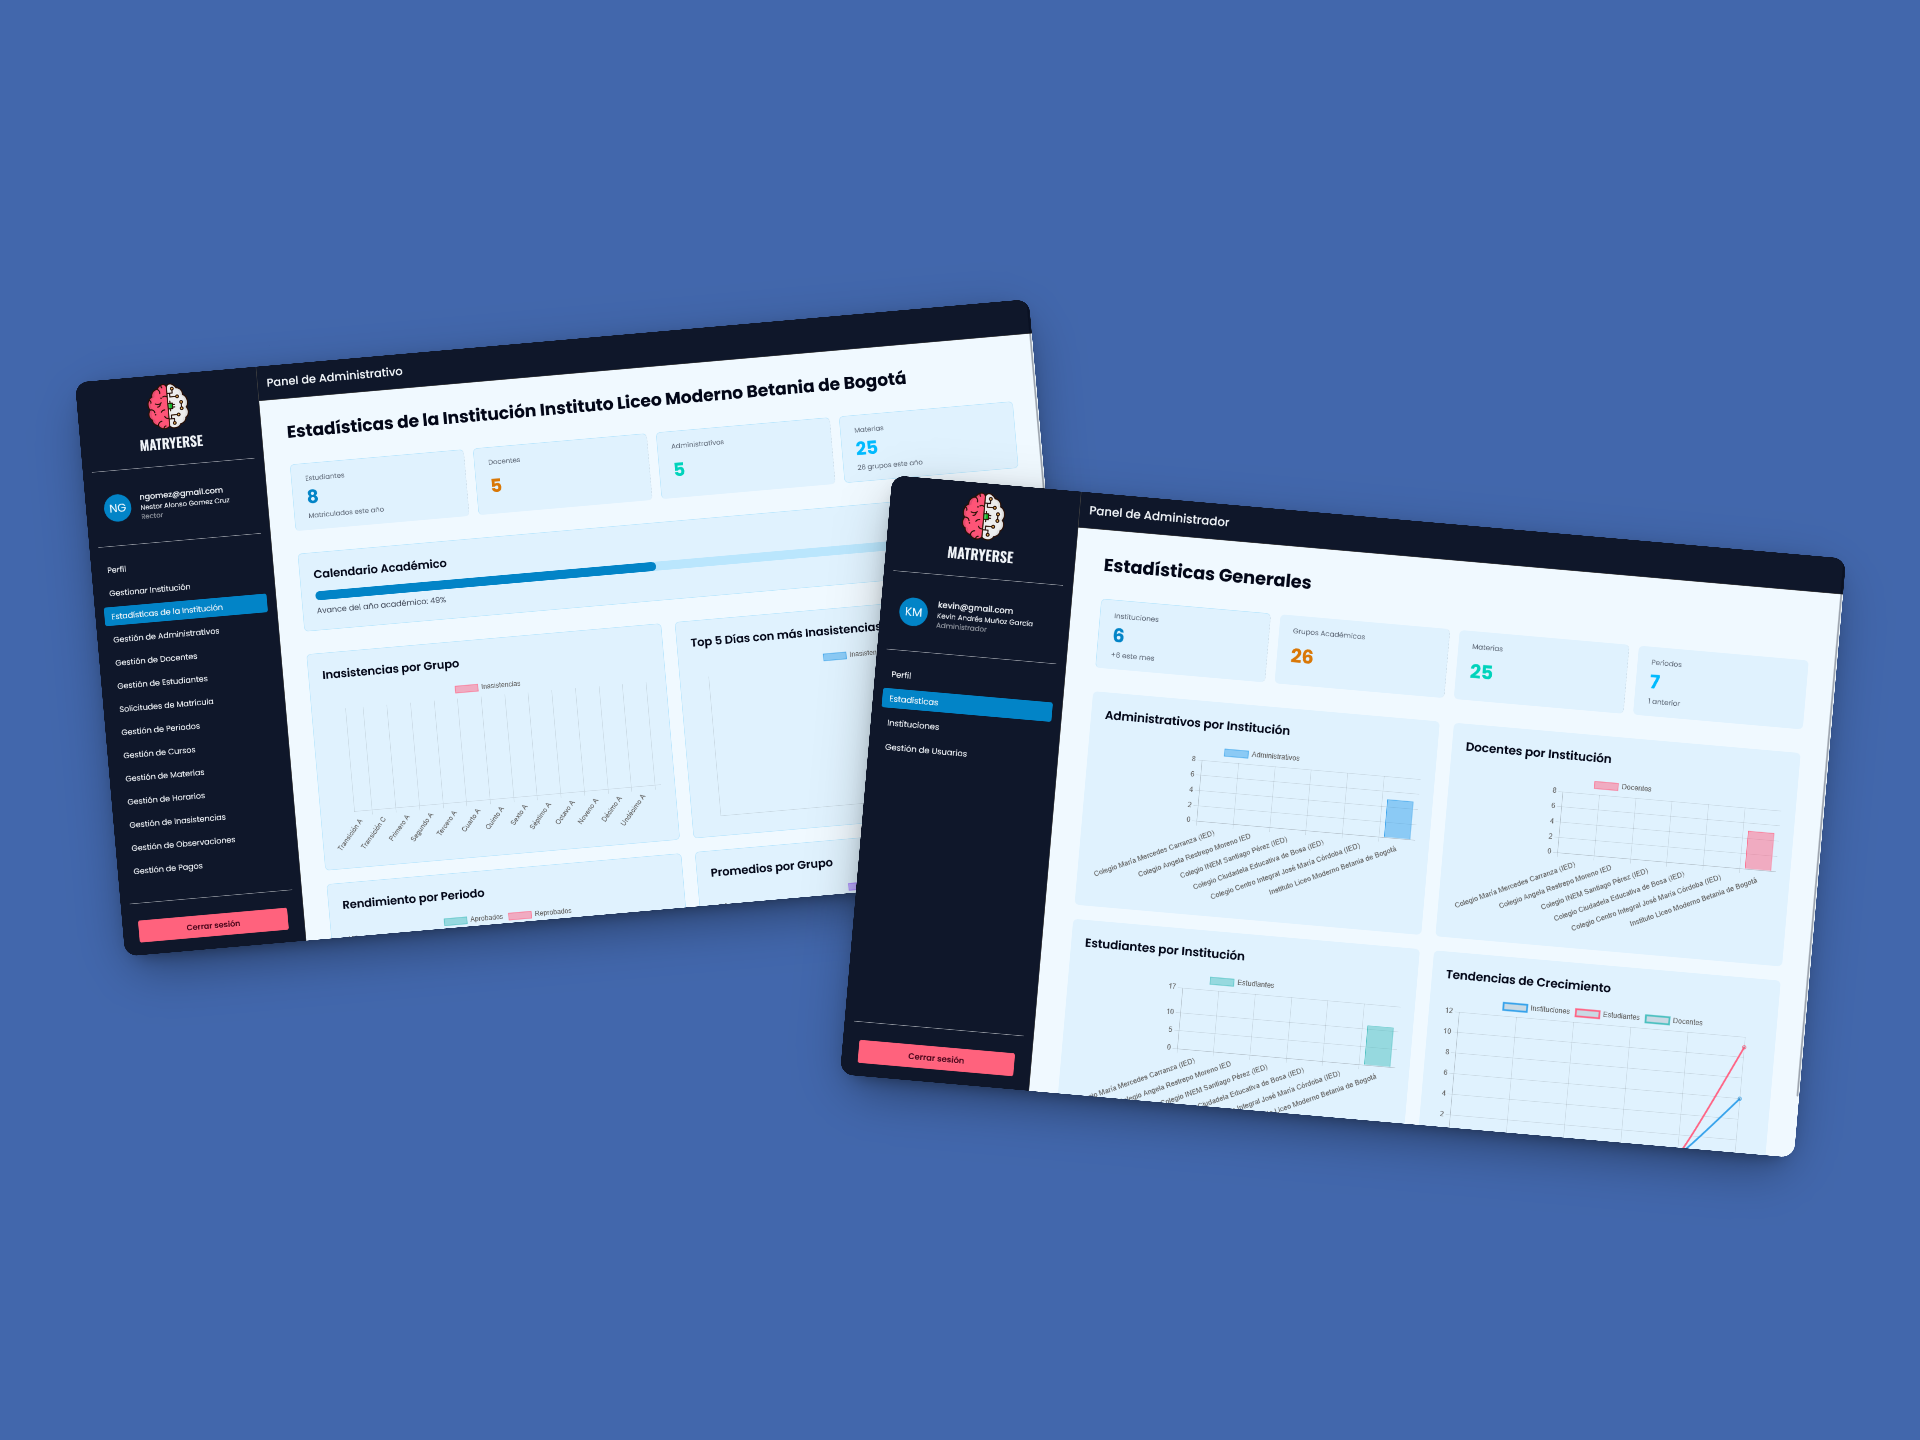 MATRYERSE
NG
ngomez@gmail.com
Nestor Alonso Gomez Cruz
Rector
Perfil
Gestionar Institución
Estadísticas de la Institución
Gestión de Administrativos
Gestión de Docentes
Gestión de Estudiantes
Solicitudes de Matrícula
Gestión de Periodos
Gestión de Cursos
Gestión de Materias
Gestión de Horarios
Gestión de Inasistencias
Gestión de Observaciones
Gestión de Pagos
Cerrar sesión
Panel de Administrativo
Estadísticas de la Institución Instituto Liceo Moderno Betania de Bogotá
Estudiantes
8
Matriculados este año
Docentes
5
Administrativos
5
Materias
25
26 grupos este año
Calendario Académico
Avance del año académico: 49%
Inasistencias por Grupo
Inasistencias
Transición A
Transición C
Primero A
Segundo A
Tercero A
Cuarto A
Quinto A
Sexto A
Séptimo A
Octavo A
Noveno A
Décimo A
Undécimo A
Top 5 Días con más Inasistencias
Rendimiento por Periodo
Aprobados
Reprobados
Promedios por Grupo
MATRYERSE
KM
kevin@gmail.com
Kevin Andrés Muñoz García
Administrador
Perfil
Estadísticas
Instituciones
Gestión de Usuarios
Cerrar sesión
Panel de Administrador
Estadísticas Generales
Instituciones
6
+6 este mes
Grupos Académicos
26
Materias
25
Periodos
7
1 anterior
Administrativos por Institución
Administrativos
8
6
4
2
0
Colegio María Mercedes Carranza (IED)
Colegio Angela Restrepo Moreno IED
Colegio INEM Santiago Pérez (IED)
Colegio Ciudadela Educativa de Bosa (IED)
Colegio Centro Integral José María Córdoba (IED)
Instituto Liceo Moderno Betania de Bogotá
Docentes por Institución
Docentes
8
6
4
2
0
Colegio María Mercedes Carranza (IED)
Colegio Angela Restrepo Moreno IED
Colegio INEM Santiago Pérez (IED)
Colegio Ciudadela Educativa de Bosa (IED)
Colegio Centro Integral José María Córdoba (IED)
Instituto Liceo Moderno Betania de Bogotá
Estudiantes por Institución
Estudiantes
17
10
5
0
María Mercedes Carranza (IED)
Angela Restrepo Moreno IED
Colegio INEM Santiago Pérez (IED)
Ciudadela Educativa de Bosa (IED)
Integral José María Córdoba (IED)
Liceo Moderno Betania de Bogotá
Tendencias de Crecimiento
Instituciones
Estudiantes
Docentes
12
10
8
6
4
2